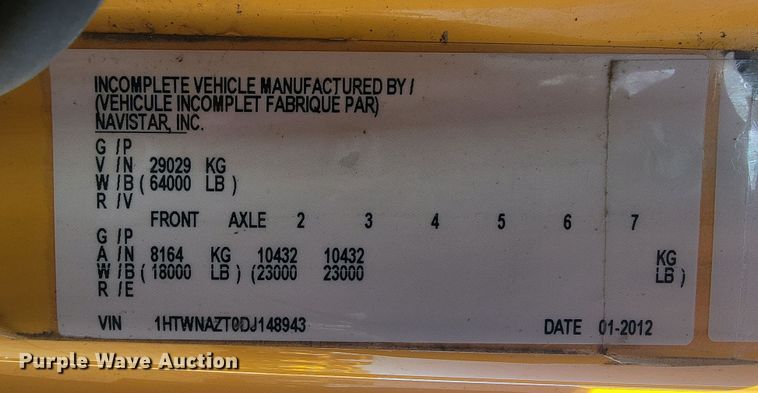 INCOMPLETE VEHICLE MANUFACTURED BY /
(VEHICULE INCOMPLET FABRIQUE PAR)
NAVISTAR, INC.
G /P
V /N 29029 KG
W /B ( 64000 LB )
R /V
FRONT AXLE 2 3 4 5 6 7
G /P
A /N 8164 KG 10432 10432 KG
W /B ( 18000 LB ) (23000 23000 LB )
R /E
VIN 1HTWNAZT0DJ148943 DATE 01-2012
Purple Wave Auction